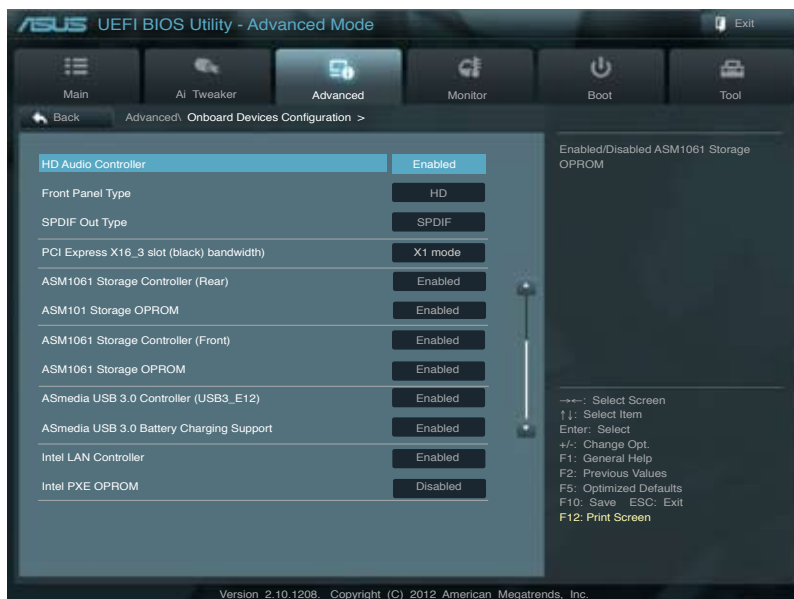 ASUS UEFI BIOS Utility - Advanced Mode
Exit
Main
Ai Tweaker
Advanced
Monitor
Boot
Tool
Back
Advanced\ Onboard Devices Configuration >
HD Audio Controller Enabled
Front Panel Type HD
SPDIF Out Type SPDIF
PCI Express X16_3 slot (black) bandwidth) X1 mode
ASM1061 Storage Controller (Rear) Enabled
ASM101 Storage OPROM Enabled
ASM1061 Storage Controller (Front) Enabled
ASM1061 Storage OPROM Enabled
ASmedia USB 3.0 Controller (USB3_E12) Enabled
ASmedia USB 3.0 Battery Charging Support Enabled
Intel LAN Controller Enabled
Intel PXE OPROM Disabled
Enabled/Disabled ASM1061 Storage
OPROM
→←: Select Screen
↑↓: Select Item
Enter: Select
+/-: Change Opt.
F1: General Help
F2: Previous Values
F5: Optimized Defaults
F10: Save ESC: Exit
F12: Print Screen
Version 2.10.1208. Copyright (C) 2012 American Megatrends, Inc.